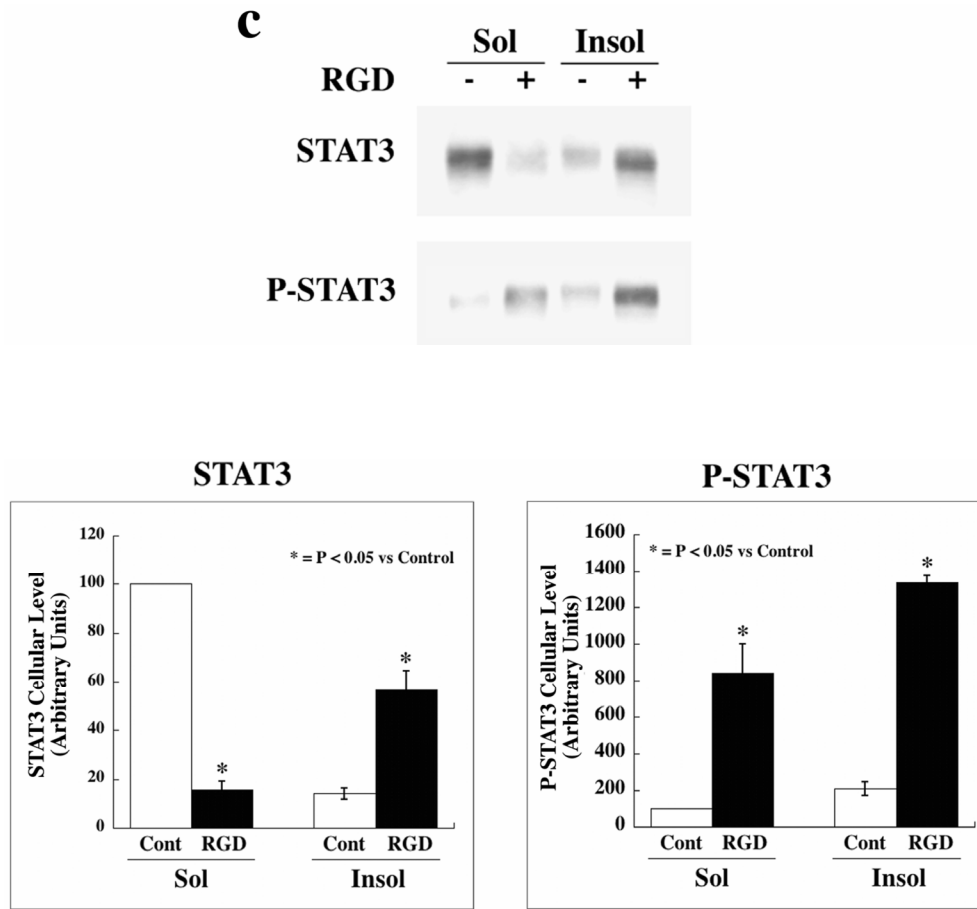 c
Sol Insol
RGD - + - +
STAT3
P-STAT3
STAT3
STAT3 Cellular Level
(Arbitrary Units)
120
100
80
60
40
20
0
* = P < 0.05 vs Control
*
*
Cont RGD Cont RGD
Sol Insol
P-STAT3
P-STAT3 Cellular Level
(Arbitrary Units)
1600
1400
1200
1000
800
600
400
200
0
* = P < 0.05 vs Control
*
*
Cont RGD Cont RGD
Sol Insol